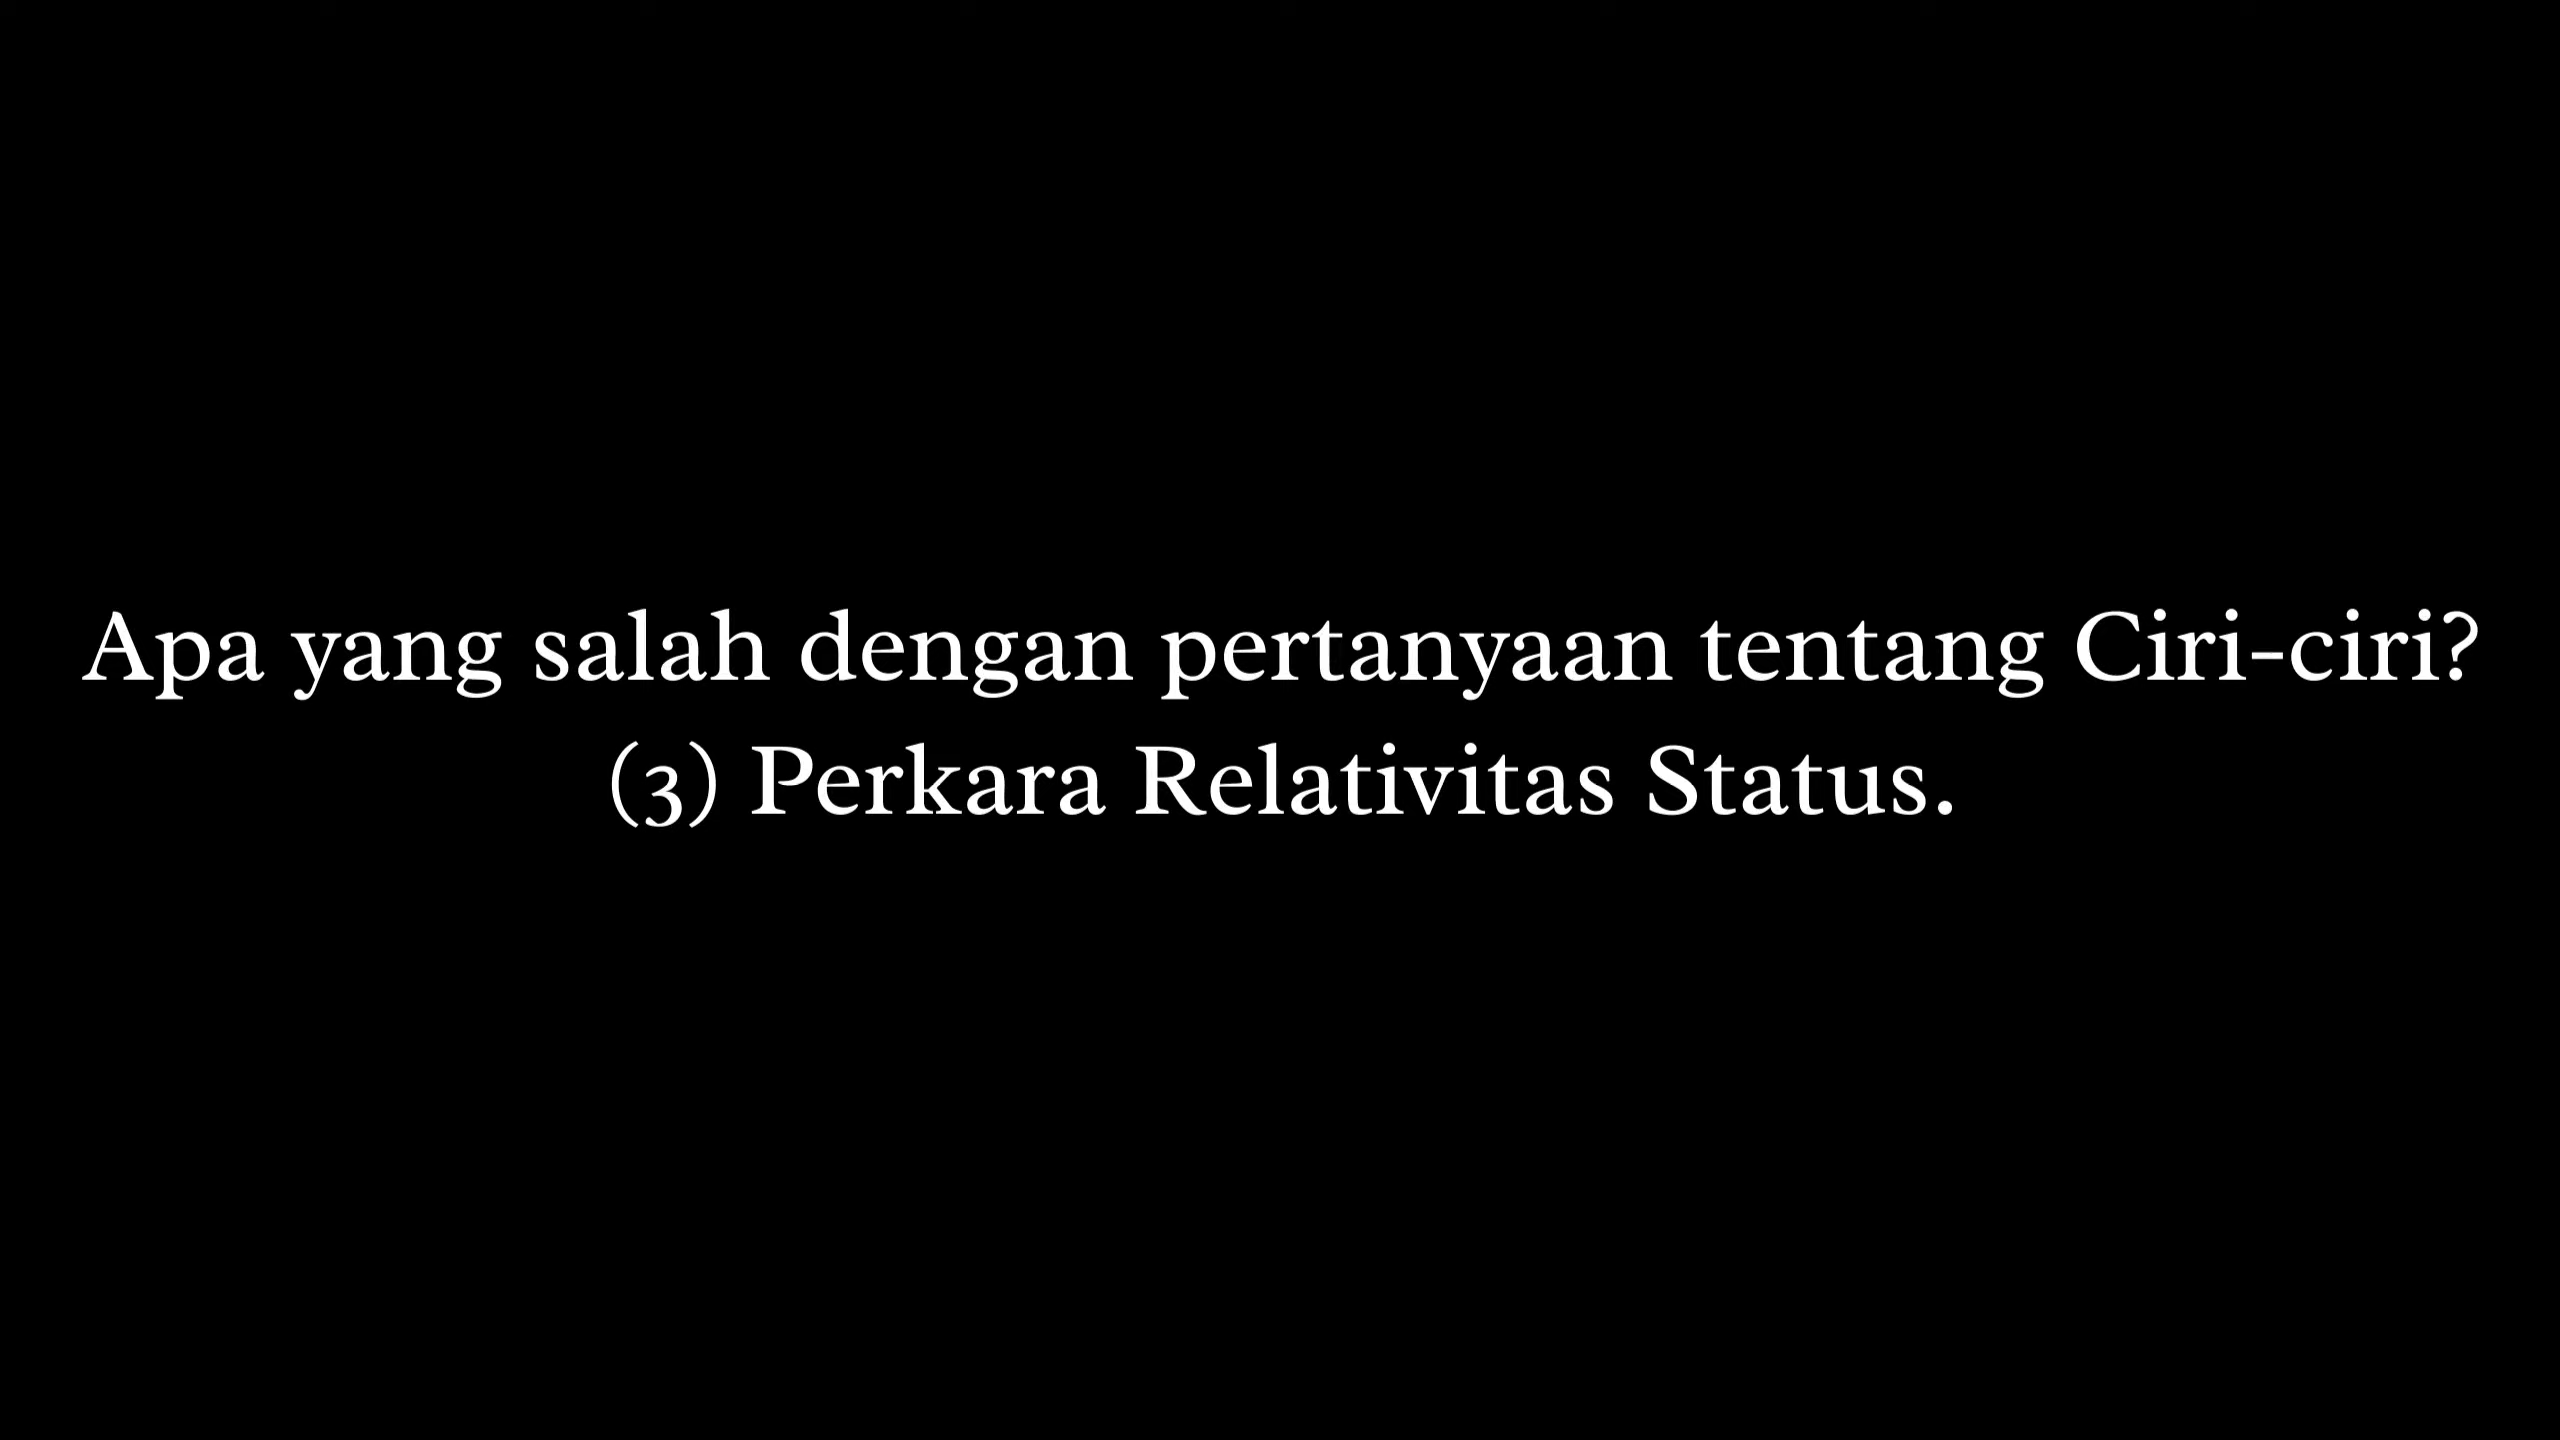 Apa yang salah dengan pertanyaan tentang Ciri-ciri?
(3) Perkara Relativitas Status.